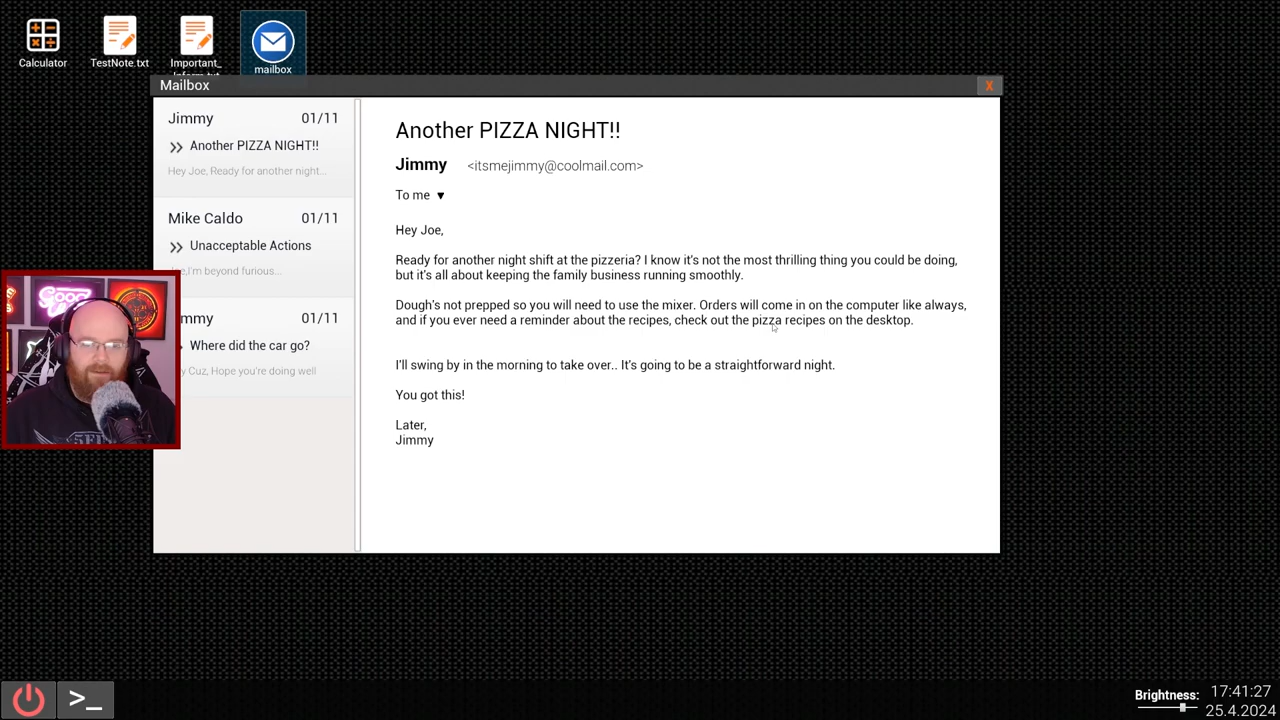 Calculator
TestNote.txt
Important_
mailbox
Mailbox
X
Jimmy 01/11
Another PIZZA NIGHT!!
Hey Joe, Ready for another night...
Mike Caldo 01/11
Unacceptable Actions
I'm beyond furious...
01/11
Where did the car go?
Cuz, Hope you're doing well
Another PIZZA NIGHT!!
Jimmy <itsmejimmy@coolmail.com>
To me
Hey Joe,
Ready for another night shift at the pizzeria? I know it's not the most thrilling thing you could be doing,
but it's all about keeping the family business running smoothly.
Dough's not prepped so you will need to use the mixer. Orders will come in on the computer like always,
and if you ever need a reminder about the recipes, check out the pizza recipes on the desktop.
I'll swing by in the morning to take over.. It's going to be a straightforward night.
You got this!
Later,
Jimmy
>_
Brightness:
17:41:27
25.4.2024